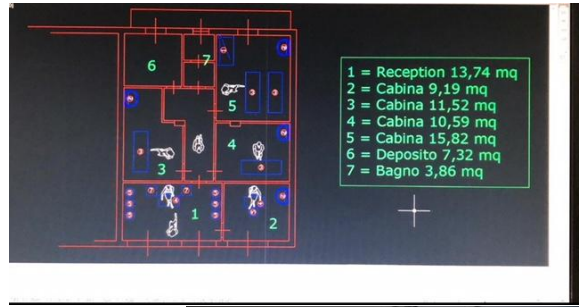 1 = Reception 13,74 mq
2 = Cabina 9,19 mq
3 = Cabina 11,52 mq
4 = Cabina 10,59 mq
5 = Cabina 15,82 mq
6 = Deposito 7,32 mq
7 = Bagno 3,86 mq
6
7
5
4
3
1
2